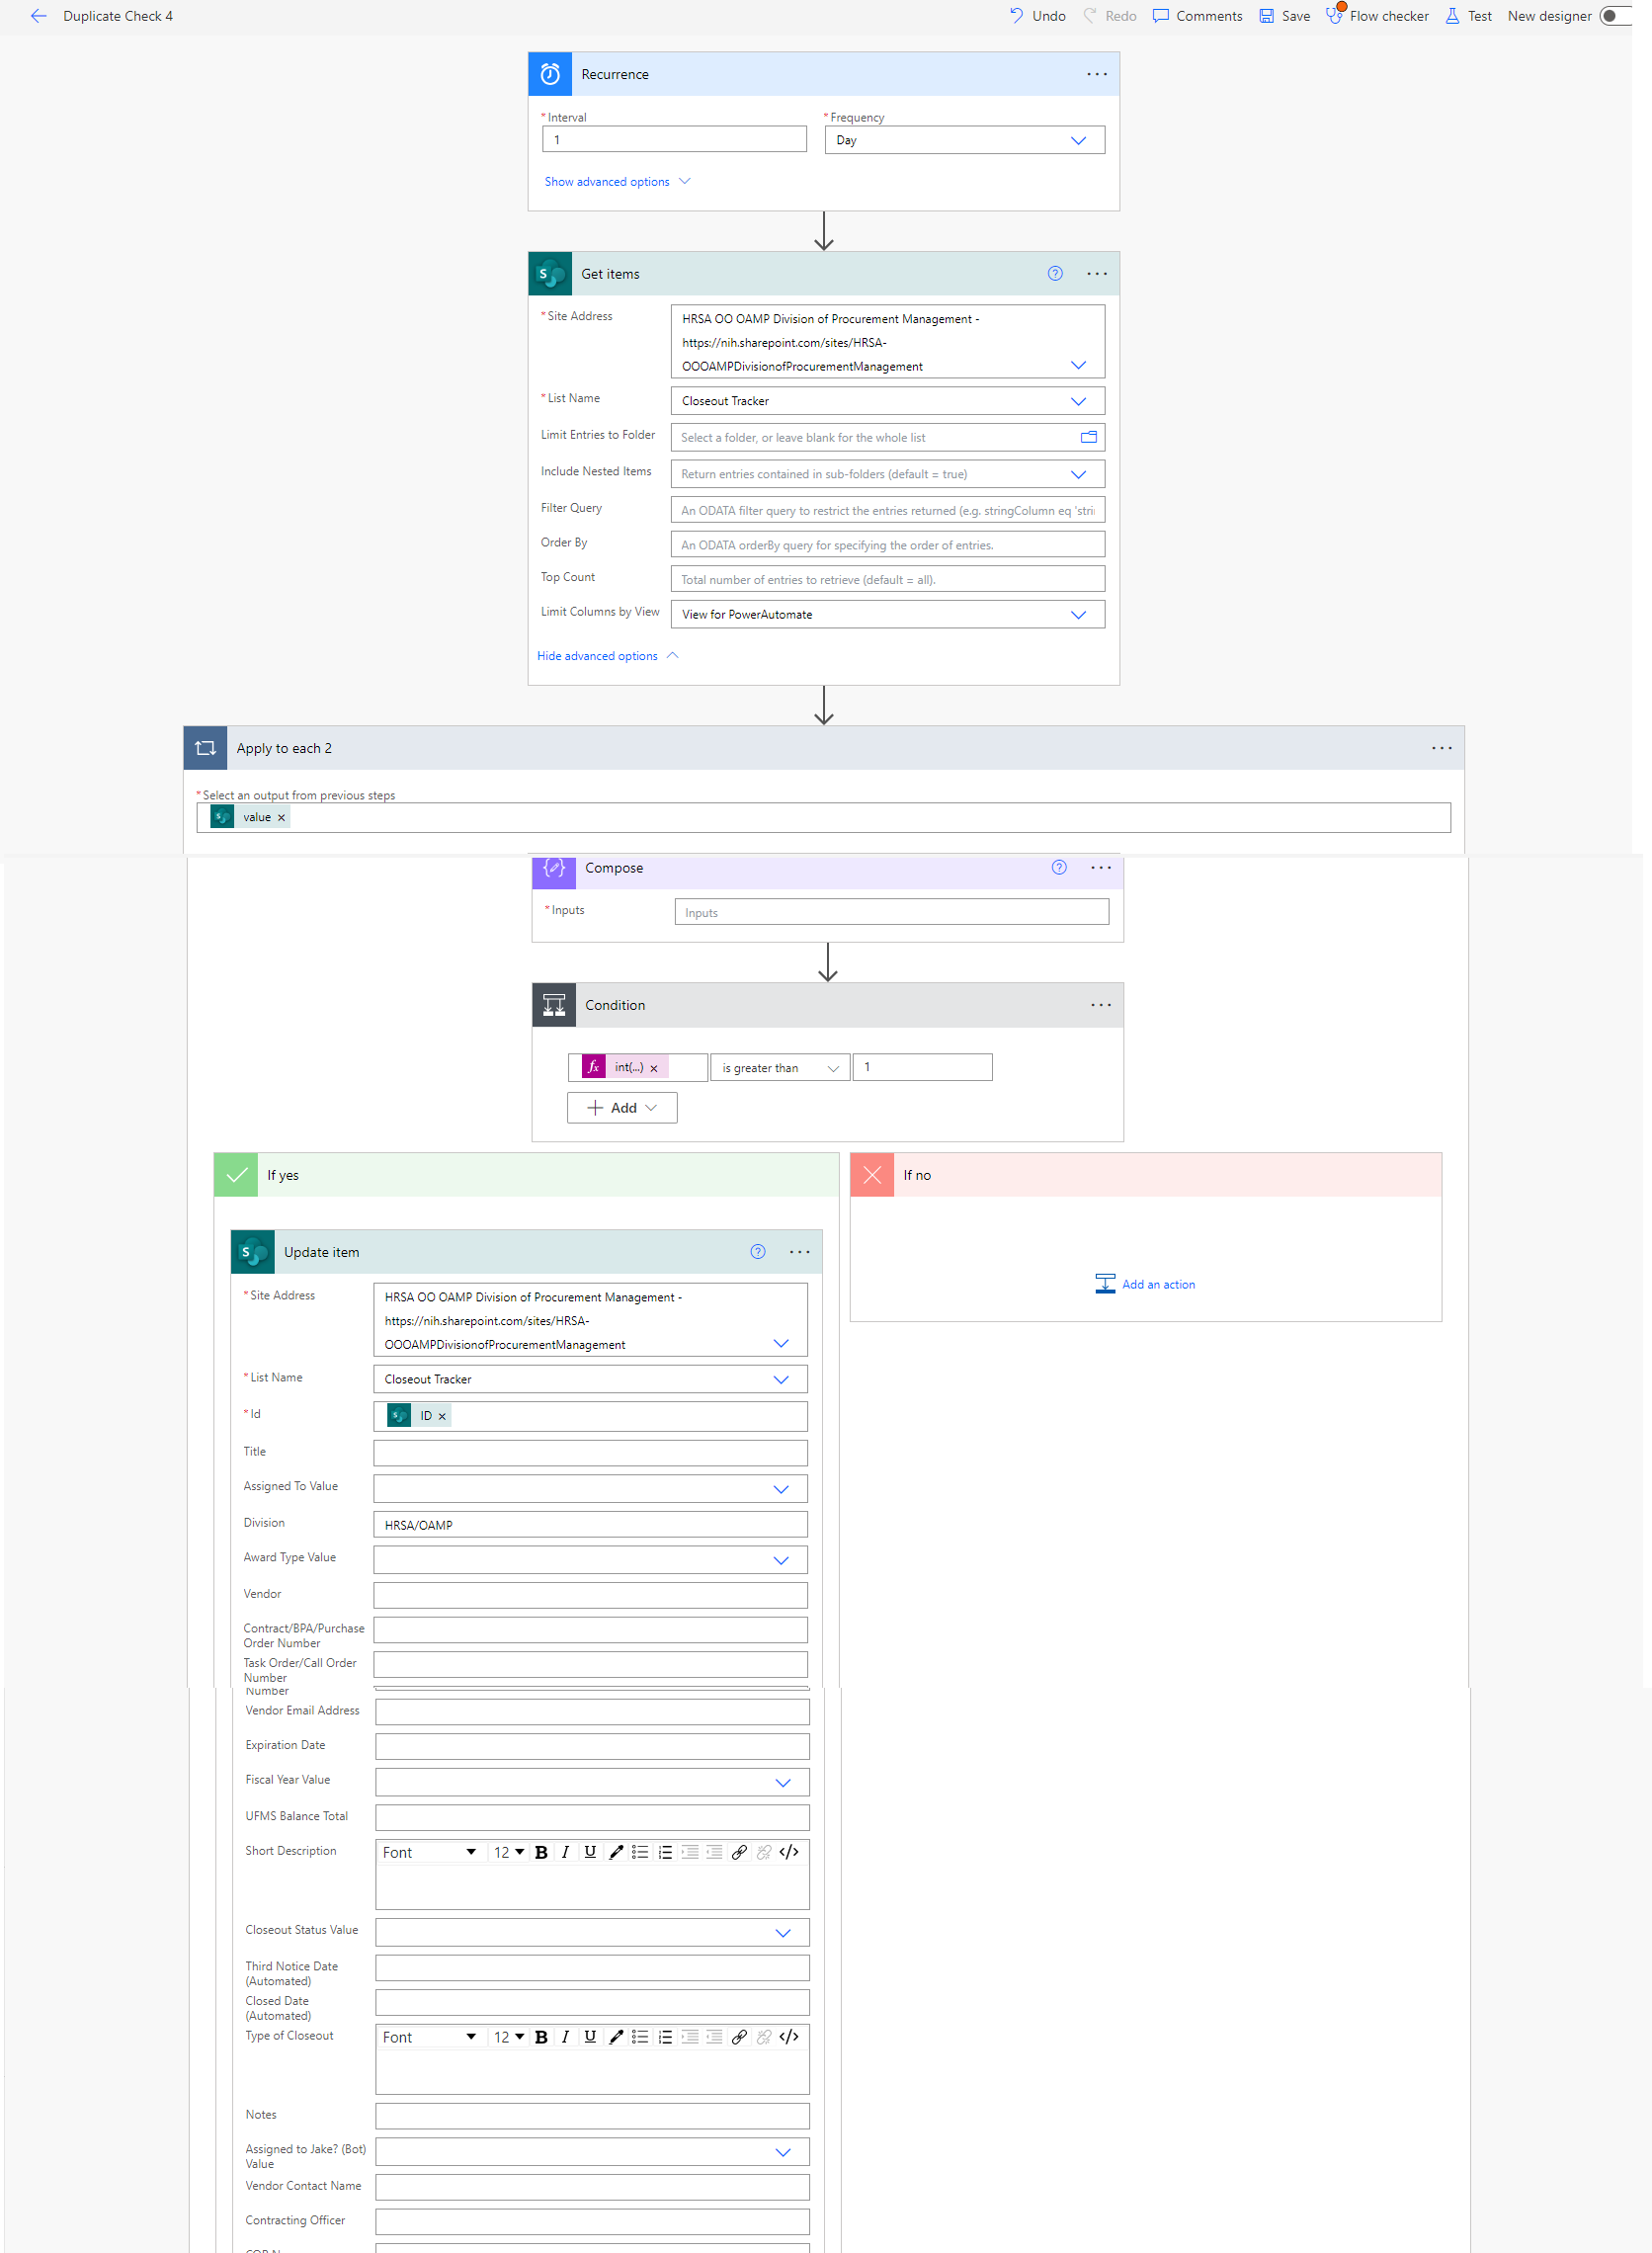 Duplicate Check 4
Undo
Redo
Comments
Save
Flow checker
Test
New designer
Recurrence
* Interval
* Frequency
1
Day
Show advanced options
Get items
* Site Address
HRSA OO OAMP Division of Procurement Management -
https://nih.sharepoint.com/sites/HRSA-
OOOAMPDivisionofProcurementManagement
* List Name
Closeout Tracker
Limit Entries to Folder
Select a folder, or leave blank for the whole list
Include Nested Items
Return entries contained in sub-folders (default = true)
Filter Query
An ODATA filter query to restrict the entries returned (e.g. stringColumn eq 'stri
Order By
An ODATA orderBy query for specifying the order of entries.
Top Count
Total number of entries to retrieve (default = all).
Limit Columns by View
View for PowerAutomate
Hide advanced options
Apply to each 2
* Select an output from previous steps
value ×
Compose
* Inputs
Inputs
Condition
fx int(...) ×
is greater than
1
+ Add
If yes
If no
Update item
Add an action
* Site Address
HRSA OO OAMP Division of Procurement Management -
https://nih.sharepoint.com/sites/HRSA-
OOOAMPDivisionofProcurementManagement
* List Name
Closeout Tracker
* Id
ID ×
Title
Assigned To Value
Division
HRSA/OAMP
Award Type Value
Vendor
Contract/BPA/Purchase
Order Number
Task Order/Call Order
Number
Number
Vendor Email Address
Expiration Date
Fiscal Year Value
UFMS Balance Total
Short Description
Font 12 B I U </>
Closeout Status Value
Third Notice Date
(Automated)
Closed Date
(Automated)
Type of Closeout
Font 12 B I U </>
Notes
Assigned to Jake? (Bot)
Value
Vendor Contact Name
Contracting Officer